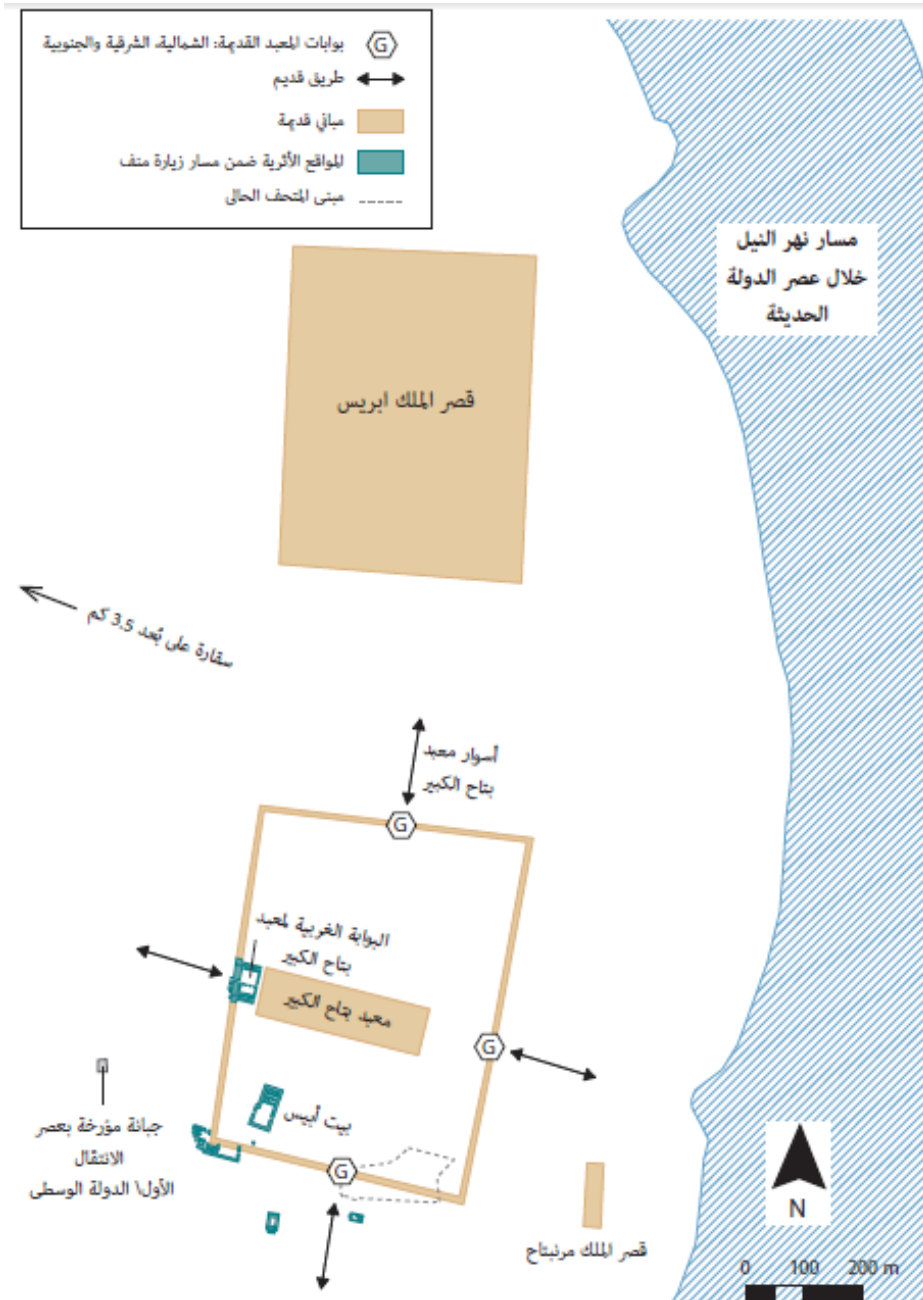 بوابات المعبد القديمة: الشمالية، الشرقية والجنوبية
G
طريق قديم
مباني قديمة
المواقع الأثرية ضمن مسار زيارة منف
مبنى المتحف الحالى
مسار نهر النيل
خلال عصر الدولة
الحديثة
قصر الملك ابريس
سقارة على بُعد 3,5 كم
أسوار معبد
بتاح الكبير
G
البوابة الغربية لمعبد
بتاح الكبير
معبد بتاح الكبير
G
بيت أبيس
جبانة مؤرخة بعصر
الانتقال
الأول\ الدولة الوسطى
G
قصر الملك مرنبتاح
N
0 100 200 m